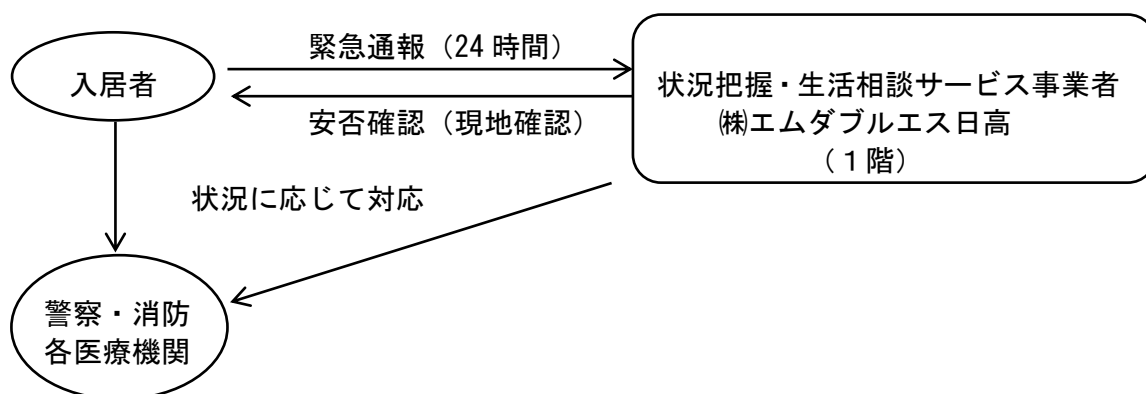 緊急通報（24 時間）
入居者
安否確認（現地確認）
状況把握・生活相談サービス事業者
㈱エムダブルエス日高
（１階）
状況に応じて対応
警察・消防
各医療機関